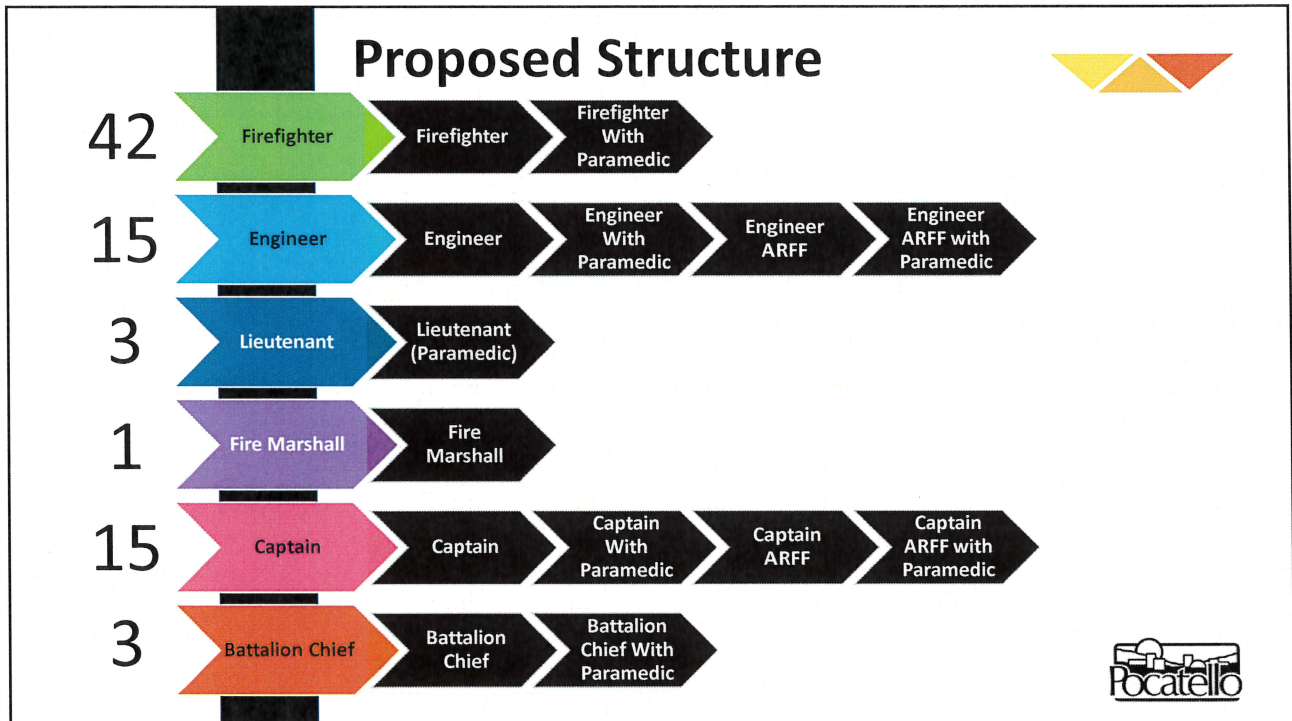 Proposed Structure
42
Firefighter
Firefighter
Firefighter
With
Paramedic
15
Engineer
Engineer
Engineer
With
Paramedic
Engineer
ARFF
Engineer
ARFF with
Paramedic
3
Lieutenant
Lieutenant
(Paramedic)
1
Fire Marshall
Fire
Marshall
15
Captain
Captain
Captain
With
Paramedic
Captain
ARFF
Captain
ARFF with
Paramedic
3
Battalion Chief
Battalion
Chief
Battalion
Chief With
Paramedic
Pocatello